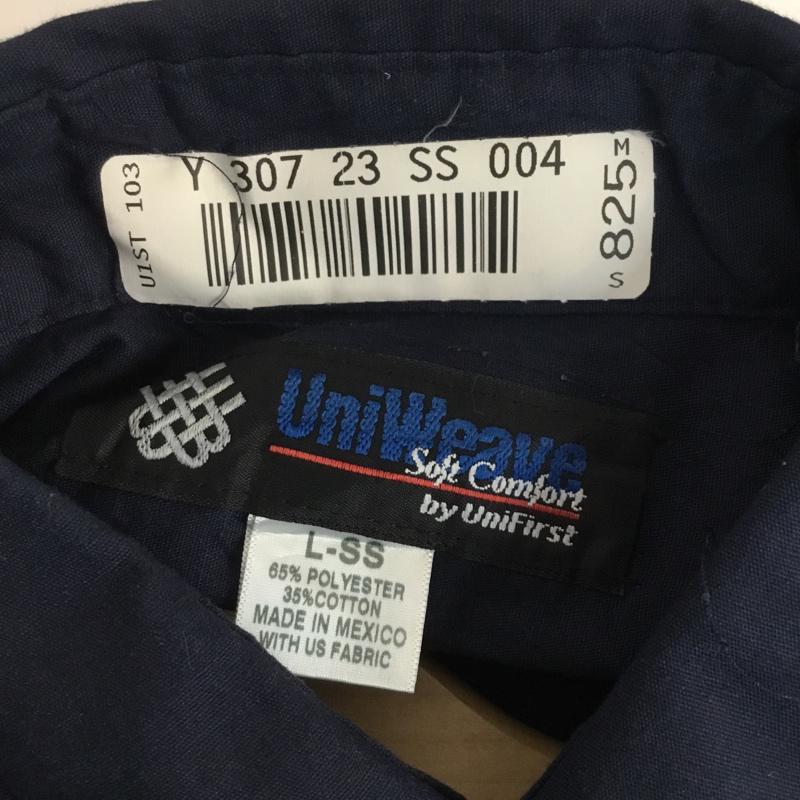 Y 307 23 SS 004
UIST 103
S 825 M
UniWeave
Soft Comfort
by UniFirst
L-SS
65% POLYESTER
35%COTTON
MADE IN MEXICO
WITH US FABRIC